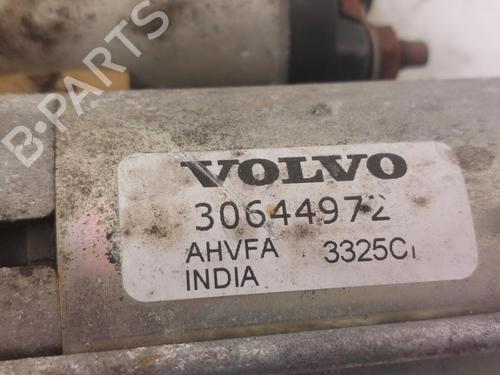 B-PARTS
VOLVO
30644972
AHVFA 3325C
INDIA